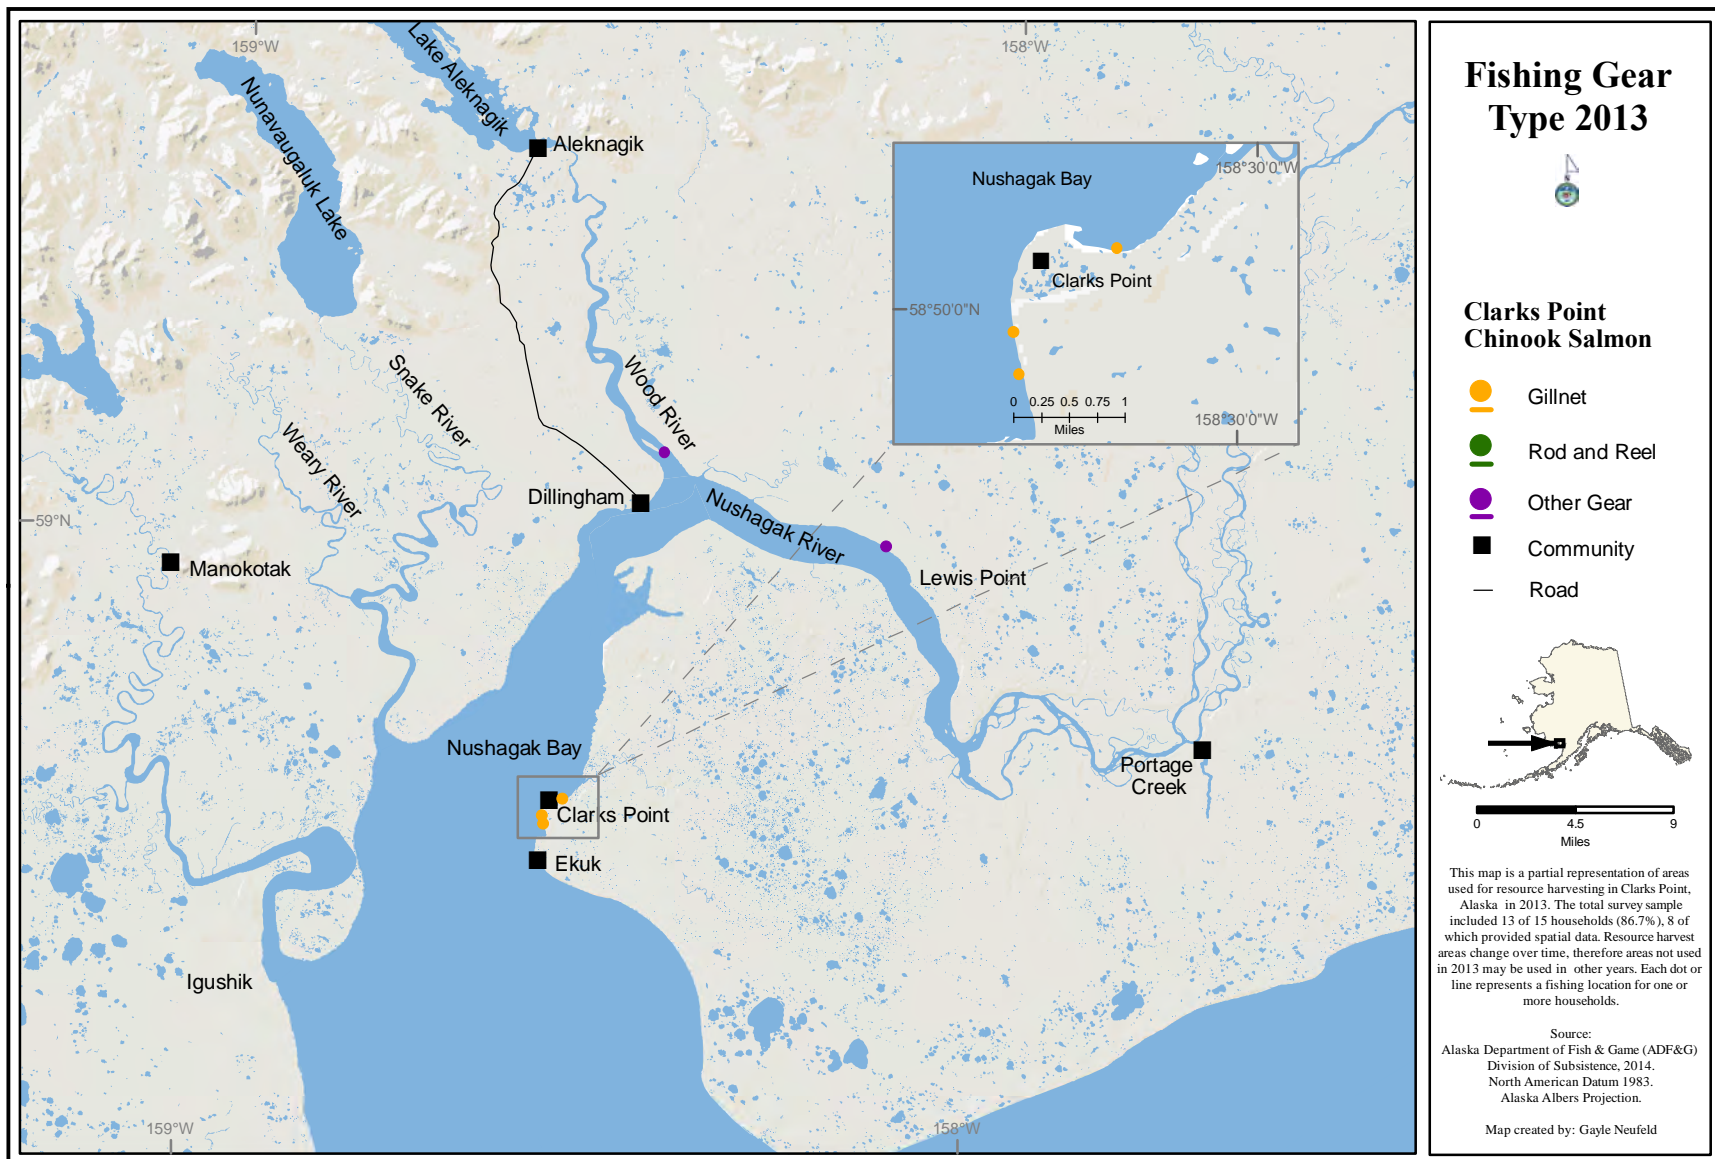 159°W
158°W
Lake Aleknagik
Nunavaugaluk Lake
Aleknagik
Nushagak Bay
158°30'0"W
Clarks Point
58°50'0"N
0 0.25 0.5 0.75 1
Miles
158°30'0"W
Snake River
Weary River
Wood River
Dillingham
Nushagak River
59°N
Manokotak
Lewis Point
Nushagak Bay
Portage
Creek
Clarks Point
Ekuk
Igushik
159°W
158°W
Fishing Gear
Type 2013
Clarks Point
Chinook Salmon
Gillnet
Rod and Reel
Other Gear
Community
Road
0 4.5 9
Miles
This map is a partial representation of areas
used for resource harvesting in Clarks Point,
Alaska in 2013. The total survey sample
included 13 of 15 households (86.7%), 8 of
which provided spatial data. Resource harvest
areas change over time, therefore areas not used
in 2013 may be used in other years. Each dot or
line represents a fishing location for one or
more households.
Source:
Alaska Department of Fish & Game (ADF&G)
Division of Subsistence, 2014.
North American Datum 1983.
Alaska Albers Projection.
Map created by: Gayle Neufeld